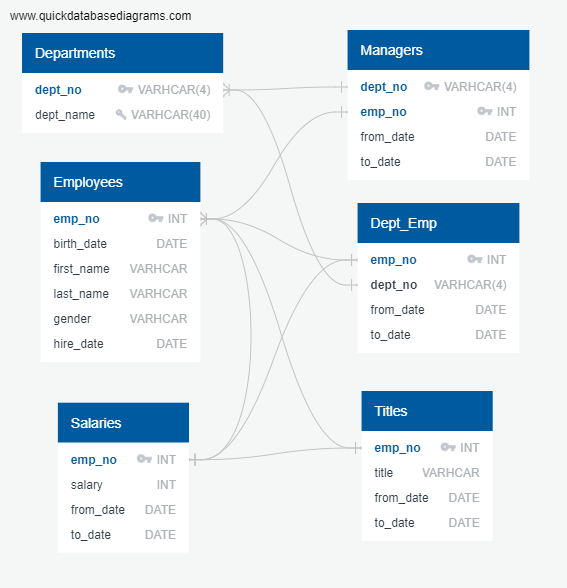 www.quickdatabasediagrams.com
Departments
dept_no VARHCAR(4)
dept_name VARHCAR(40)
Managers
dept_no VARHCAR(4)
emp_no INT
from_date DATE
to_date DATE
Employees
emp_no INT
birth_date DATE
first_name VARHCAR
last_name VARHCAR
gender VARHCAR
hire_date DATE
Dept_Emp
emp_no INT
dept_no VARHCAR(4)
from_date DATE
to_date DATE
Salaries
emp_no INT
salary INT
from_date DATE
to_date DATE
Titles
emp_no INT
title VARHCAR
from_date DATE
to_date DATE